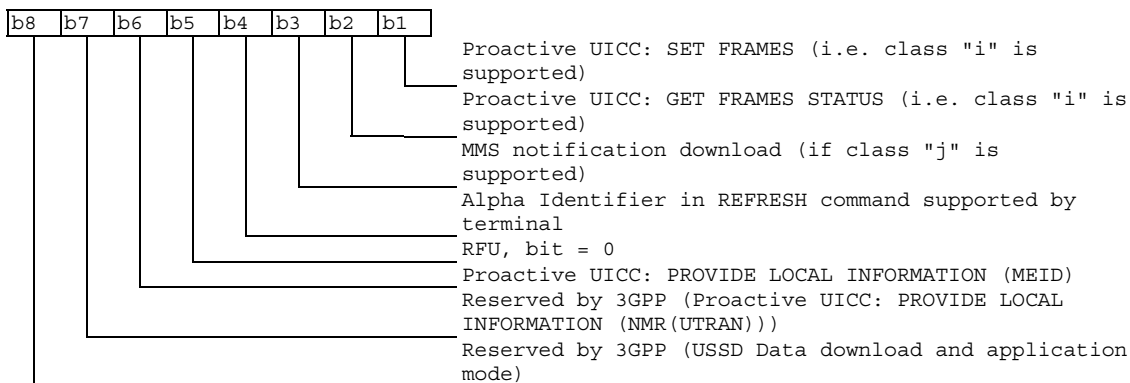 b8 b7 b6 b5 b4 b3 b2 b1
Proactive UICC: SET FRAMES (i.e. class "i" is
supported)
Proactive UICC: GET FRAMES STATUS (i.e. class "i" is
supported)
MMS notification download (if class "j" is
supported)
Alpha Identifier in REFRESH command supported by
terminal
RFU, bit = 0
Proactive UICC: PROVIDE LOCAL INFORMATION (MEID)
Reserved by 3GPP (Proactive UICC: PROVIDE LOCAL
INFORMATION (NMR(UTRAN)))
Reserved by 3GPP (USSD Data download and application
mode)